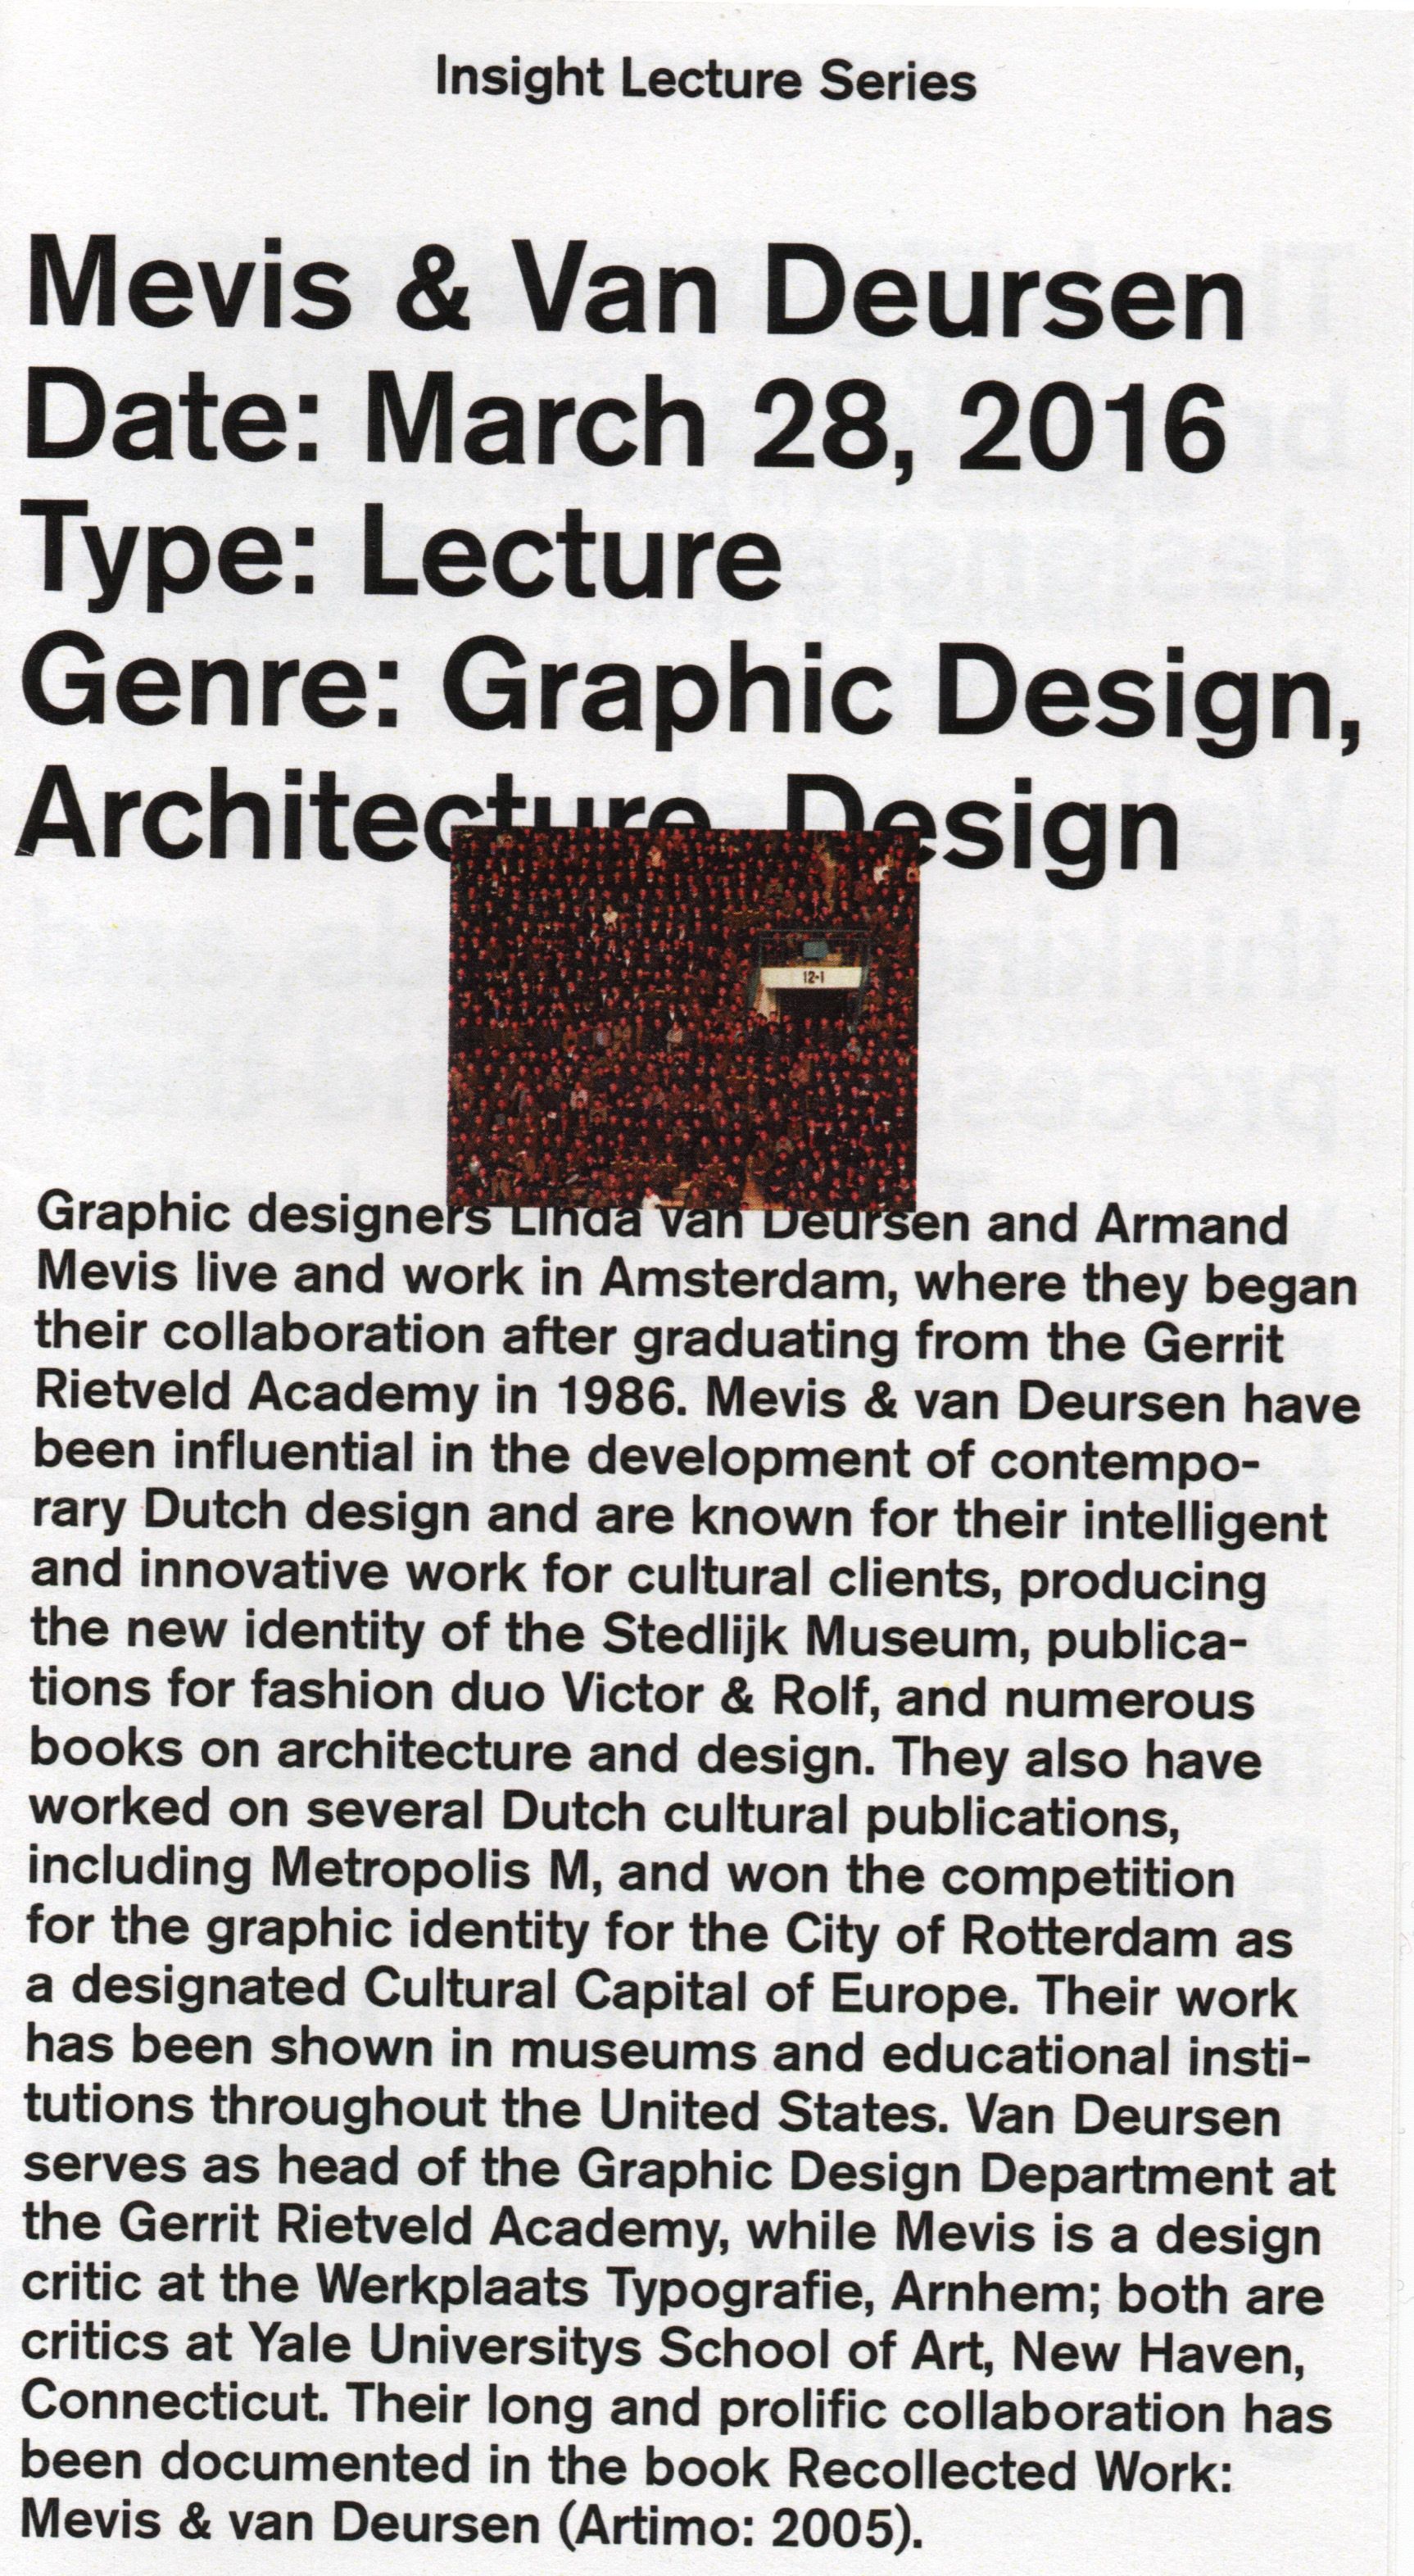 Insight Lecture Series
Mevis & Van Deursen
Date: March 28, 2016
Type: Lecture
Genre: Graphic Design,
Architecture, Design
12-1
Graphic designers Linda van Deursen and Armand
Mevis live and work in Amsterdam, where they began
their collaboration after graduating from the Gerrit
Rietveld Academy in 1986. Mevis & van Deursen have
been influential in the development of contempo-
rary Dutch design and are known for their intelligent
and innovative work for cultural clients, producing
the new identity of the Stedlijk Museum, publica-
tions for fashion duo Victor & Rolf, and numerous
books on architecture and design. They also have
worked on several Dutch cultural publications,
including Metropolis M, and won the competition
for the graphic identity for the City of Rotterdam as
a designated Cultural Capital of Europe. Their work
has been shown in museums and educational insti-
tutions throughout the United States. Van Deursen
serves as head of the Graphic Design Department at
the Gerrit Rietveld Academy, while Mevis is a design
critic at the Werkplaats Typografie, Arnhem; both are
critics at Yale Universitys School of Art, New Haven,
Connecticut. Their long and prolific collaboration has
been documented in the book Recollected Work:
Mevis & van Deursen (Artimo: 2005).